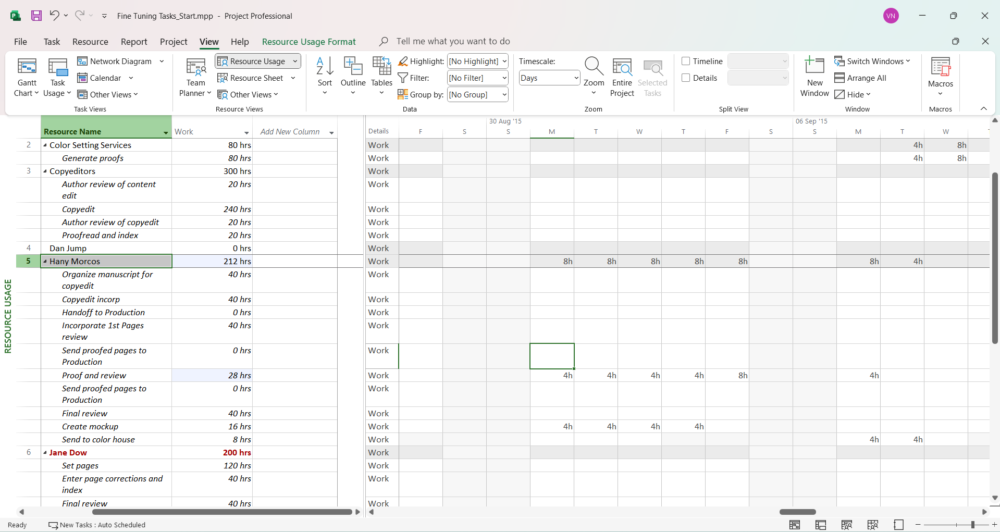 Fine Tuning Tasks_Start.mpp - Project Professional
VN
File Task Resource Report Project View Help Resource Usage Format Tell me what you want to do
Gantt Chart
Task Usage
Network Diagram
Calendar
Other Views
Task Views
Team Planner
Resource Usage
Resource Sheet
Other Views
Resource Views
Sort
Outline
Tables
Highlight: [No Highlight]
Filter: [No Filter]
Group by: [No Group]
Data
Timescale:
Days
Zoom
Entire Project
Selected Tasks
Zoom
Timeline
Details
Split View
New Window
Switch Windows
Arrange All
Hide
Window
Macros
Macros
30 Aug '15 06 Sep '15
Resource Name Work Add New Column Details F S S M T W T F S S M T W
2 Color Setting Services 80 hrs Work 4h 8h
Generate proofs 80 hrs Work 4h 8h
3 Copyeditors 300 hrs Work
Author review of content 20 hrs Work
edit
Copyedit 240 hrs Work
Author review of copyedit 20 hrs Work
Proofread and index 20 hrs Work
4 Dan Jump 0 hrs Work
5 Hany Morcos 212 hrs Work 8h 8h 8h 8h 8h 8h 4h
Organize manuscript for 40 hrs Work
copyedit
Copyedit incorp 40 hrs Work
Handoff to Production 0 hrs Work
Incorporate 1st Pages 40 hrs Work
review
Send proofed pages to 0 hrs Work
Production
Proof and review 28 hrs Work 4h 4h 4h 4h 8h 4h
Send proofed pages to 0 hrs Work
Production
Final review 40 hrs Work
Create mockup 16 hrs Work 4h 4h 4h 4h
Send to color house 8 hrs Work 4h 4h
6 Jane Dow 200 hrs Work
Set pages 120 hrs Work
Enter page corrections and 40 hrs Work
index
Final review 40 hrs Work
RESOURCE USAGE
Ready New Tasks : Auto Scheduled